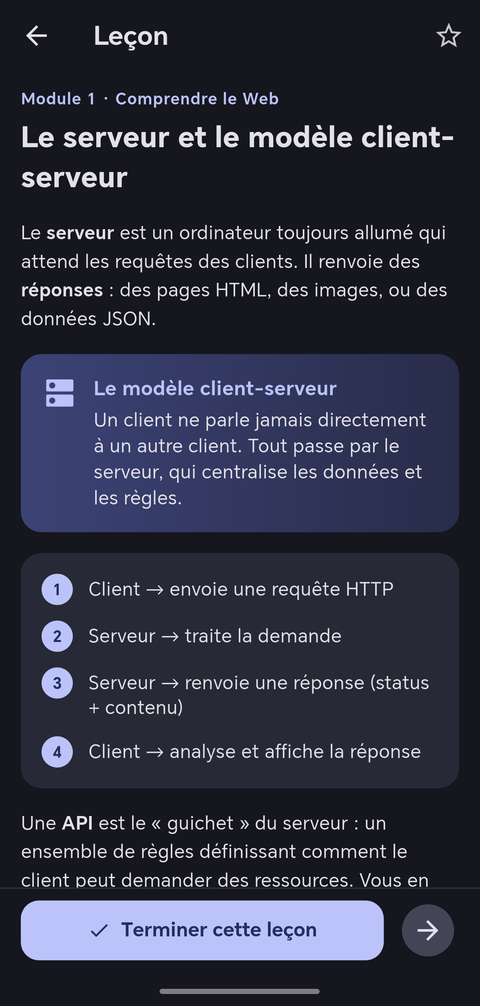 Leçon
Module 1 · Comprendre le Web
Le serveur et le modèle client-
serveur
Le serveur est un ordinateur toujours allumé qui
attend les requêtes des clients. Il renvoie des
réponses : des pages HTML, des images, ou des
données JSON.
Le modèle client-serveur
Un client ne parle jamais directement
à un autre client. Tout passe par le
serveur, qui centralise les données et
les règles.
1 Client → envoie une requête HTTP
2 Serveur → traite la demande
3 Serveur → renvoie une réponse (status
+ contenu)
4 Client → analyse et affiche la réponse
Une API est le « guichet » du serveur : un
ensemble de règles définissant comment le
client peut demander des ressources. Vous en
Terminer cette leçon